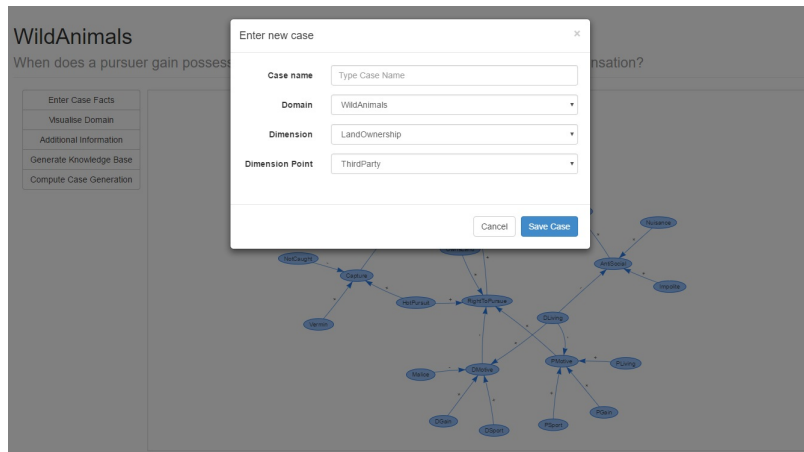 WildAnimals
When does a pursuer gain possess
nsation?
Enter Case Facts
Visualise Domain
Additional Information
Generate Knowledge Base
Compute Case Generation
Enter new case
×
Case name
Type Case Name
Domain
WildAnimals
Dimension
LandOwnership
Dimension Point
ThirdParty
Cancel
Save Case
Nuisance
NotCaught
AntiSocial
Capture
Impolite
HotPursuit
RightToPursue
DLiving
Vermin
Malice
DMotive
PMotive
PLiving
DGain
DSport
PSport
PGain